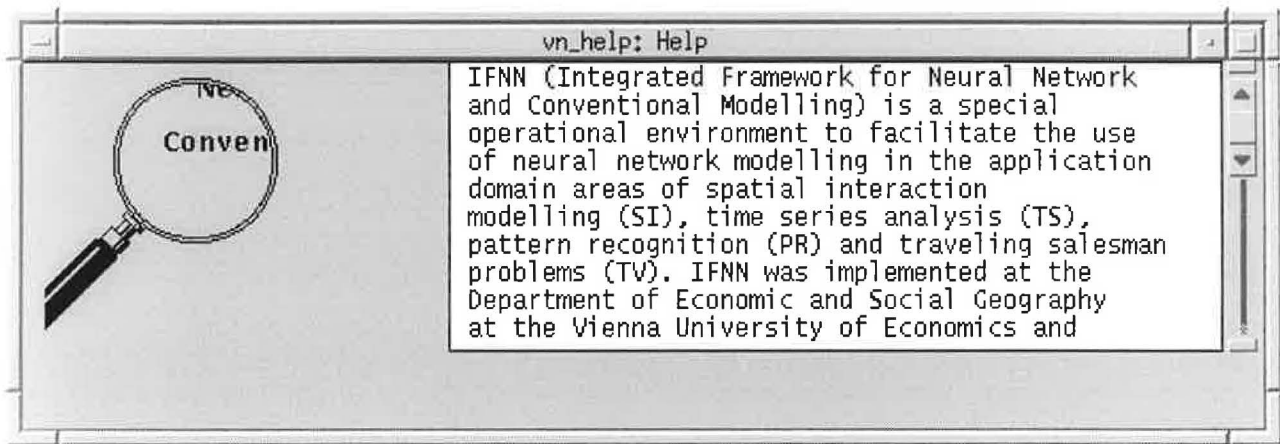 vn_help: Help
Conven
IFNN (Integrated Framework for Neural Network
and Conventional Modelling) is a special
operational environment to facilitate the use
of neural network modelling in the application
domain areas of spatial interaction
modelling (SI), time series analysis (TS),
pattern recognition (PR) and traveling salesman
problems (TV). IFNN was implemented at the
Department of Economic and Social Geography
at the Vienna University of Economics and